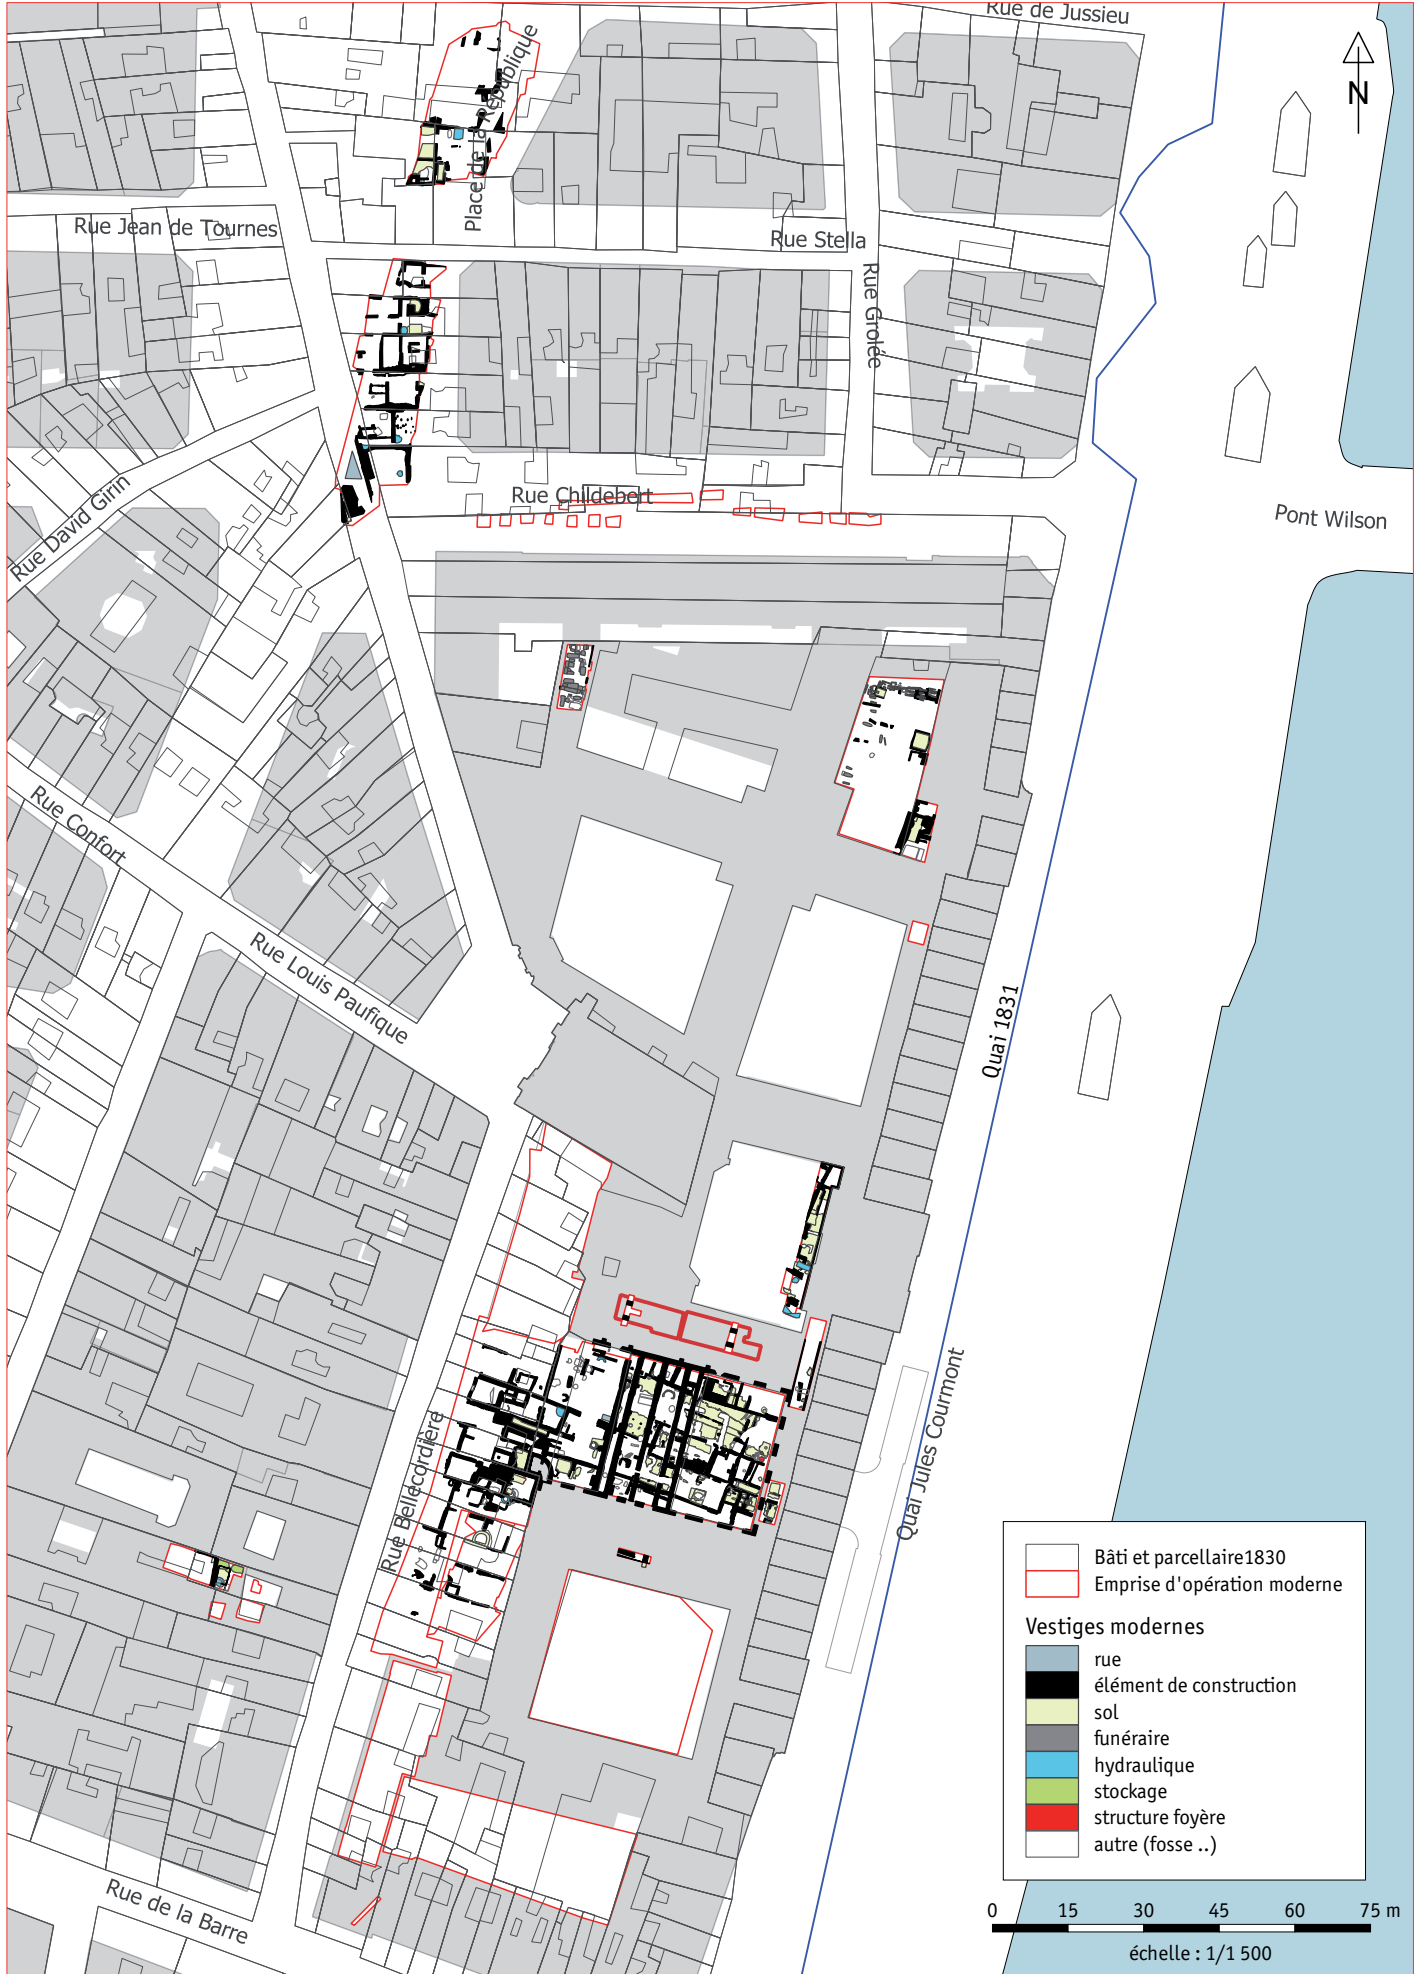 Rue de Jussieu
N
Place de la République
Rue Jean de Tournes
Rue Stella
Rue Grolée
Rue David Girin
Rue Childebert
Pont Wilson
Rue Confort
Rue Louis Paufique
Quai 1831
Quai Jules Courmont
Rue Bellecordière
Rue de la Barre
Bâti et parcellaire1830
Emprise d'opération moderne
Vestiges modernes
rue
élément de construction
sol
funéraire
hydraulique
stockage
structure foyère
autre (fosse ..)
0 15 30 45 60 75 m
échelle : 1/1 500